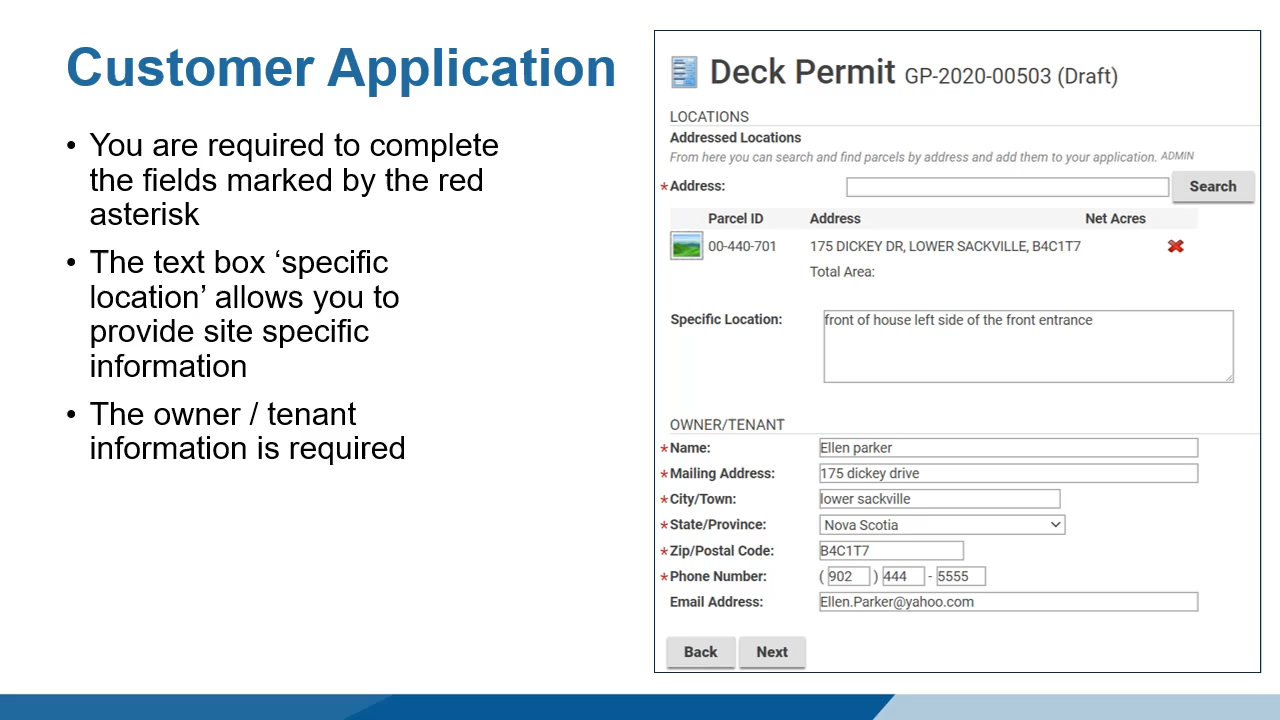 Customer Application
• You are required to complete
the fields marked by the red
asterisk
• The text box ‘specific
location’ allows you to
provide site specific
information
• The owner / tenant
information is required
Deck Permit GP-2020-00503 (Draft)
LOCATIONS
Addressed Locations
From here you can search and find parcels by address and add them to your application. ADMIN
*Address: Search
Parcel ID Address Net Acres
00-440-701 175 DICKEY DR, LOWER SACKVILLE, B4C1T7
Total Area:
Specific Location: front of house left side of the front entrance
OWNER/TENANT
*Name: Ellen parker
*Mailing Address: 175 dickey drive
*City/Town: lower sackville
*State/Province: Nova Scotia
*Zip/Postal Code: B4C1T7
*Phone Number: (902) 444 - 5555
Email Address: Ellen.Parker@yahoo.com
Back Next